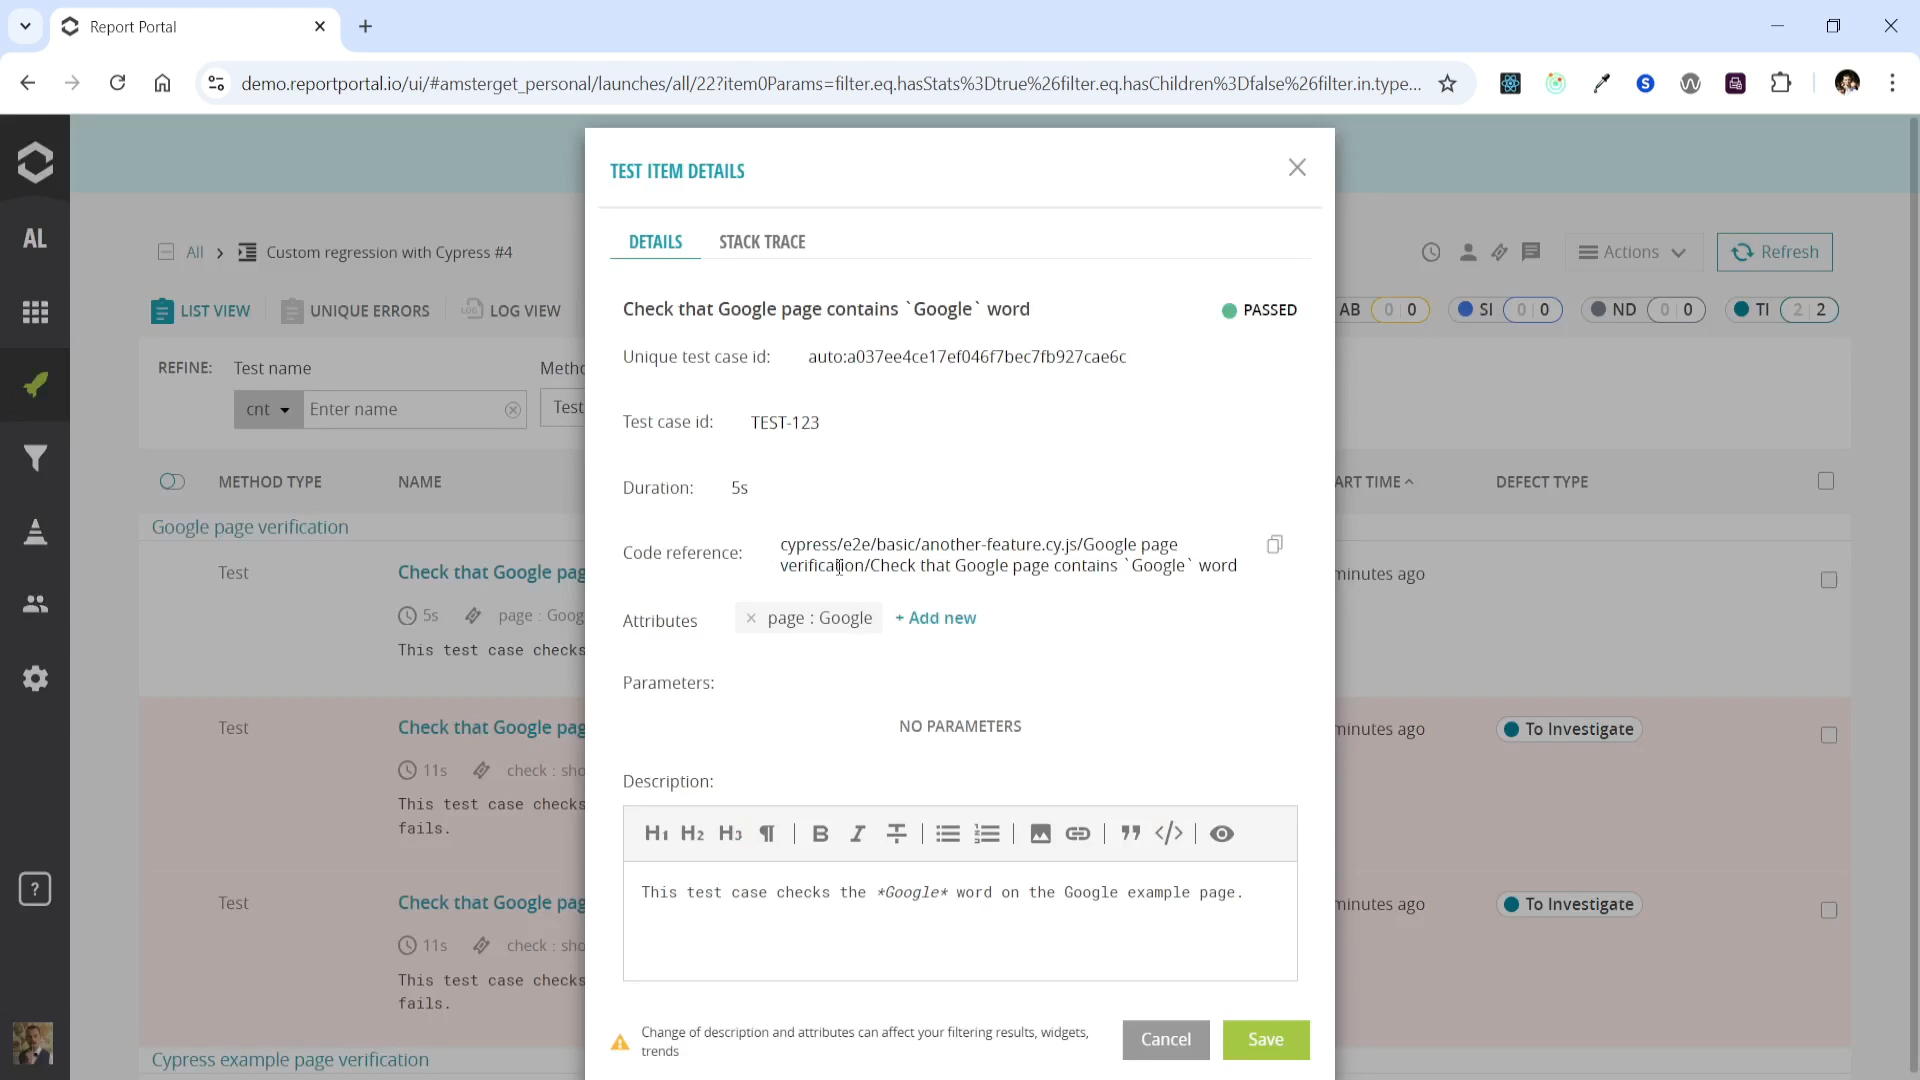 Report Portal
demo.reportportal.io/ui/#amsterget_personal/launches/all/22?item0Params=filter.eq.hasStats%3Dtrue%26filter.eq.hasChildren%3Dfalse%26filter.in.type...
S
AL
All > Custom regression with Cypress #4
Actions
Refresh
LIST VIEW
UNIQUE ERRORS
LOG VIEW
AB 0 0
SI 0 0
ND 0 0
TI 2 2
REFINE:
Test name
Metho
cnt
Enter name
Test
METHOD TYPE
NAME
ART TIME
DEFECT TYPE
Google page verification
Test
Check that Google pag
minutes ago
5s
page : Goog
This test case checks
Test
Check that Google pag
minutes ago
To Investigate
11s
check : sho
This test case checks
fails.
Test
Check that Google pag
minutes ago
To Investigate
11s
check : sho
This test case checks
fails.
Cypress example page verification
?
TEST ITEM DETAILS
DETAILS
STACK TRACE
Check that Google page contains `Google` word
PASSED
Unique test case id: auto:a037ee4ce17ef046f7bec7fb927cae6c
Test case id: TEST-123
Duration: 5s
Code reference:
cypress/e2e/basic/another-feature.cy.js/Google page
verification/Check that Google page contains `Google` word
Attributes
page : Google
+ Add new
Parameters:
NO PARAMETERS
Description:
H1 H2 H3 ¶ B I T </>
This test case checks the *Google* word on the Google example page.
Change of description and attributes can affect your filtering results, widgets,
trends
Cancel
Save